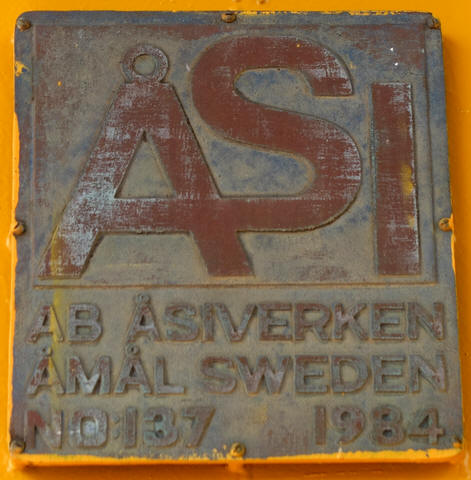 ÅSI
AB ÅSIVERKEN
ÅMÅL SWEDEN
NO:137 1984